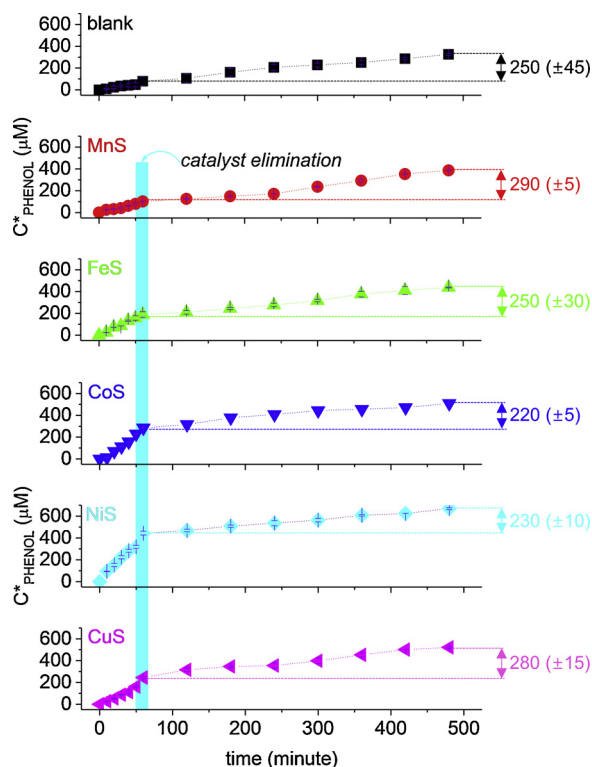 600
400
200
0
blank
250 (±45)
600
400
200
0
MnS
catalyst elimination
290 (±5)
C*PHENOL (µM)
600
400
200
0
FeS
250 (±30)
600
400
200
0
CoS
220 (±5)
600
400
200
0
NiS
230 (±10)
C*PHENOL (µM)
600
400
200
0
CuS
280 (±15)
0 100 200 300 400 500
time (minute)